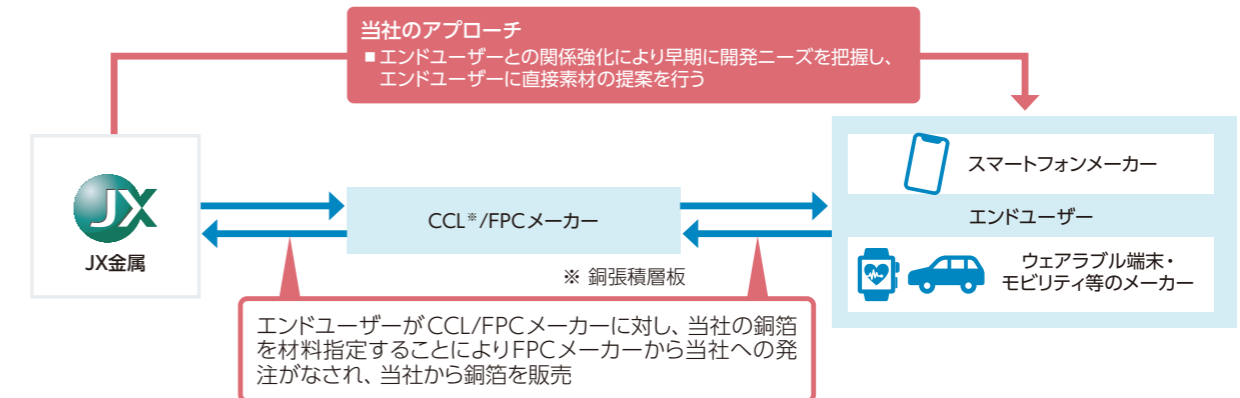 当社のアプローチ
■エンドユーザーとの関係強化により早期に開発ニーズを把握し、
エンドユーザーに直接素材の提案を行う
JX
JX金属
CCL※/FPCメーカー
※ 銅張積層板
スマートフォンメーカー
エンドユーザー
ウェアラブル端末・
モビリティ等のメーカー
エンドユーザーがCCL/FPCメーカーに対し、当社の銅箔
を材料指定することによりFPCメーカーから当社への発
注がなされ、当社から銅箔を販売